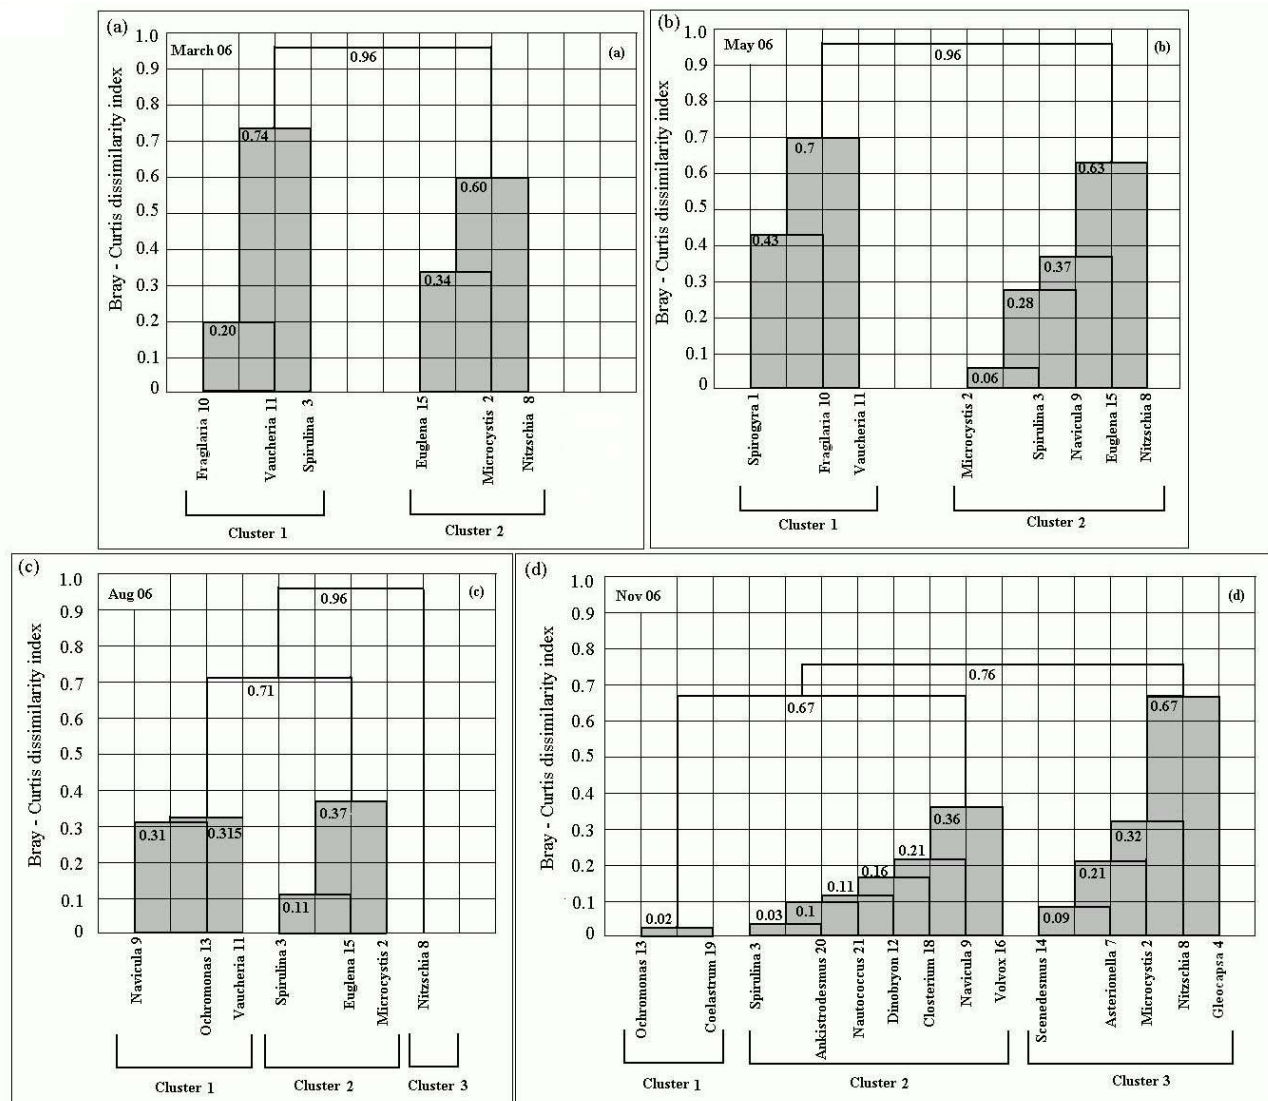 (a)
March 06
(a)
Bray - Curtis dissimilarity index
1.0
0.9
0.8
0.7
0.6
0.5
0.4
0.3
0.2
0.1
0
0.96
0.74
0.60
0.34
0.20
Fragilaria 10
Vaucheria 11
Spirulina 3
Euglena 15
Microcystis 2
Nitzschia 8
Cluster 1
Cluster 2
(b)
May 06
(b)
Bray - Curtis dissimilarity index
1.0
0.9
0.8
0.7
0.6
0.5
0.4
0.3
0.2
0.1
0
0.96
0.7
0.63
0.43
0.37
0.28
0.06
Spirogyra 1
Fragilaria 10
Vaucheria 11
Microcystis 2
Spirulina 3
Navicula 9
Euglena 15
Nitzschia 8
Cluster 1
Cluster 2
(c)
Aug 06
(c)
Bray - Curtis dissimilarity index
1.0
0.9
0.8
0.7
0.6
0.5
0.4
0.3
0.2
0.1
0
0.96
0.71
0.37
0.31
0.315
0.11
Navicula 9
Ochromonas 13
Vaucheria 11
Spirulina 3
Euglena 15
Microcystis 2
Nitzschia 8
Cluster 1
Cluster 2
Cluster 3
(d)
Nov 06
(d)
Bray - Curtis dissimilarity index
1.0
0.9
0.8
0.7
0.6
0.5
0.4
0.3
0.2
0.1
0
0.76
0.67
0.67
0.36
0.32
0.21
0.16
0.21
0.11
0.1
0.03
0.02
0.09
Ochromonas 13
Coelastrum 19
Spirulina 3
Ankistrodesmus 20
Nautococcus 21
Dinobryon 12
Closterium 18
Navicula 9
Volvox 16
Scenedesmus 14
Asterionella 7
Microcystis 2
Nitzschia 8
Gleocapsa 4
Cluster 1
Cluster 2
Cluster 3